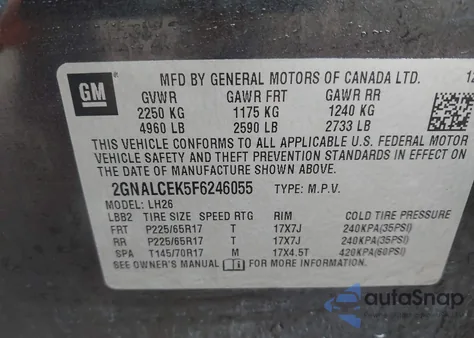 GM
MFD BY GENERAL MOTORS OF CANADA LTD.
12
GVWR GAWR FRT GAWR RR
2250 KG 1175 KG 1240 KG
4960 LB 2590 LB 2733 LB
THIS VEHICLE CONFORMS TO ALL APPLICABLE U.S. FEDERAL MOTOR
VEHICLE SAFETY AND THEFT PREVENTION STANDARDS IN EFFECT ON
THE DATE OF MANUFACTURE SHOWN ABOVE.
2GNALCEK5F6246055 TYPE: M.P.V.
MODEL: LH26
LBB2 TIRE SIZE SPEED RTG RIM COLD TIRE PRESSURE
FRT P225/65R17 T 17X7J 240KPA(35PSI)
RR P225/65R17 T 17X7J 240KPA(35PSI)
SPA T145/70R17 M 17X4.5T 420KPA(60PSI)
SEE OWNER'S MANUAL FOR MORE INFORMATION.
autoSnap